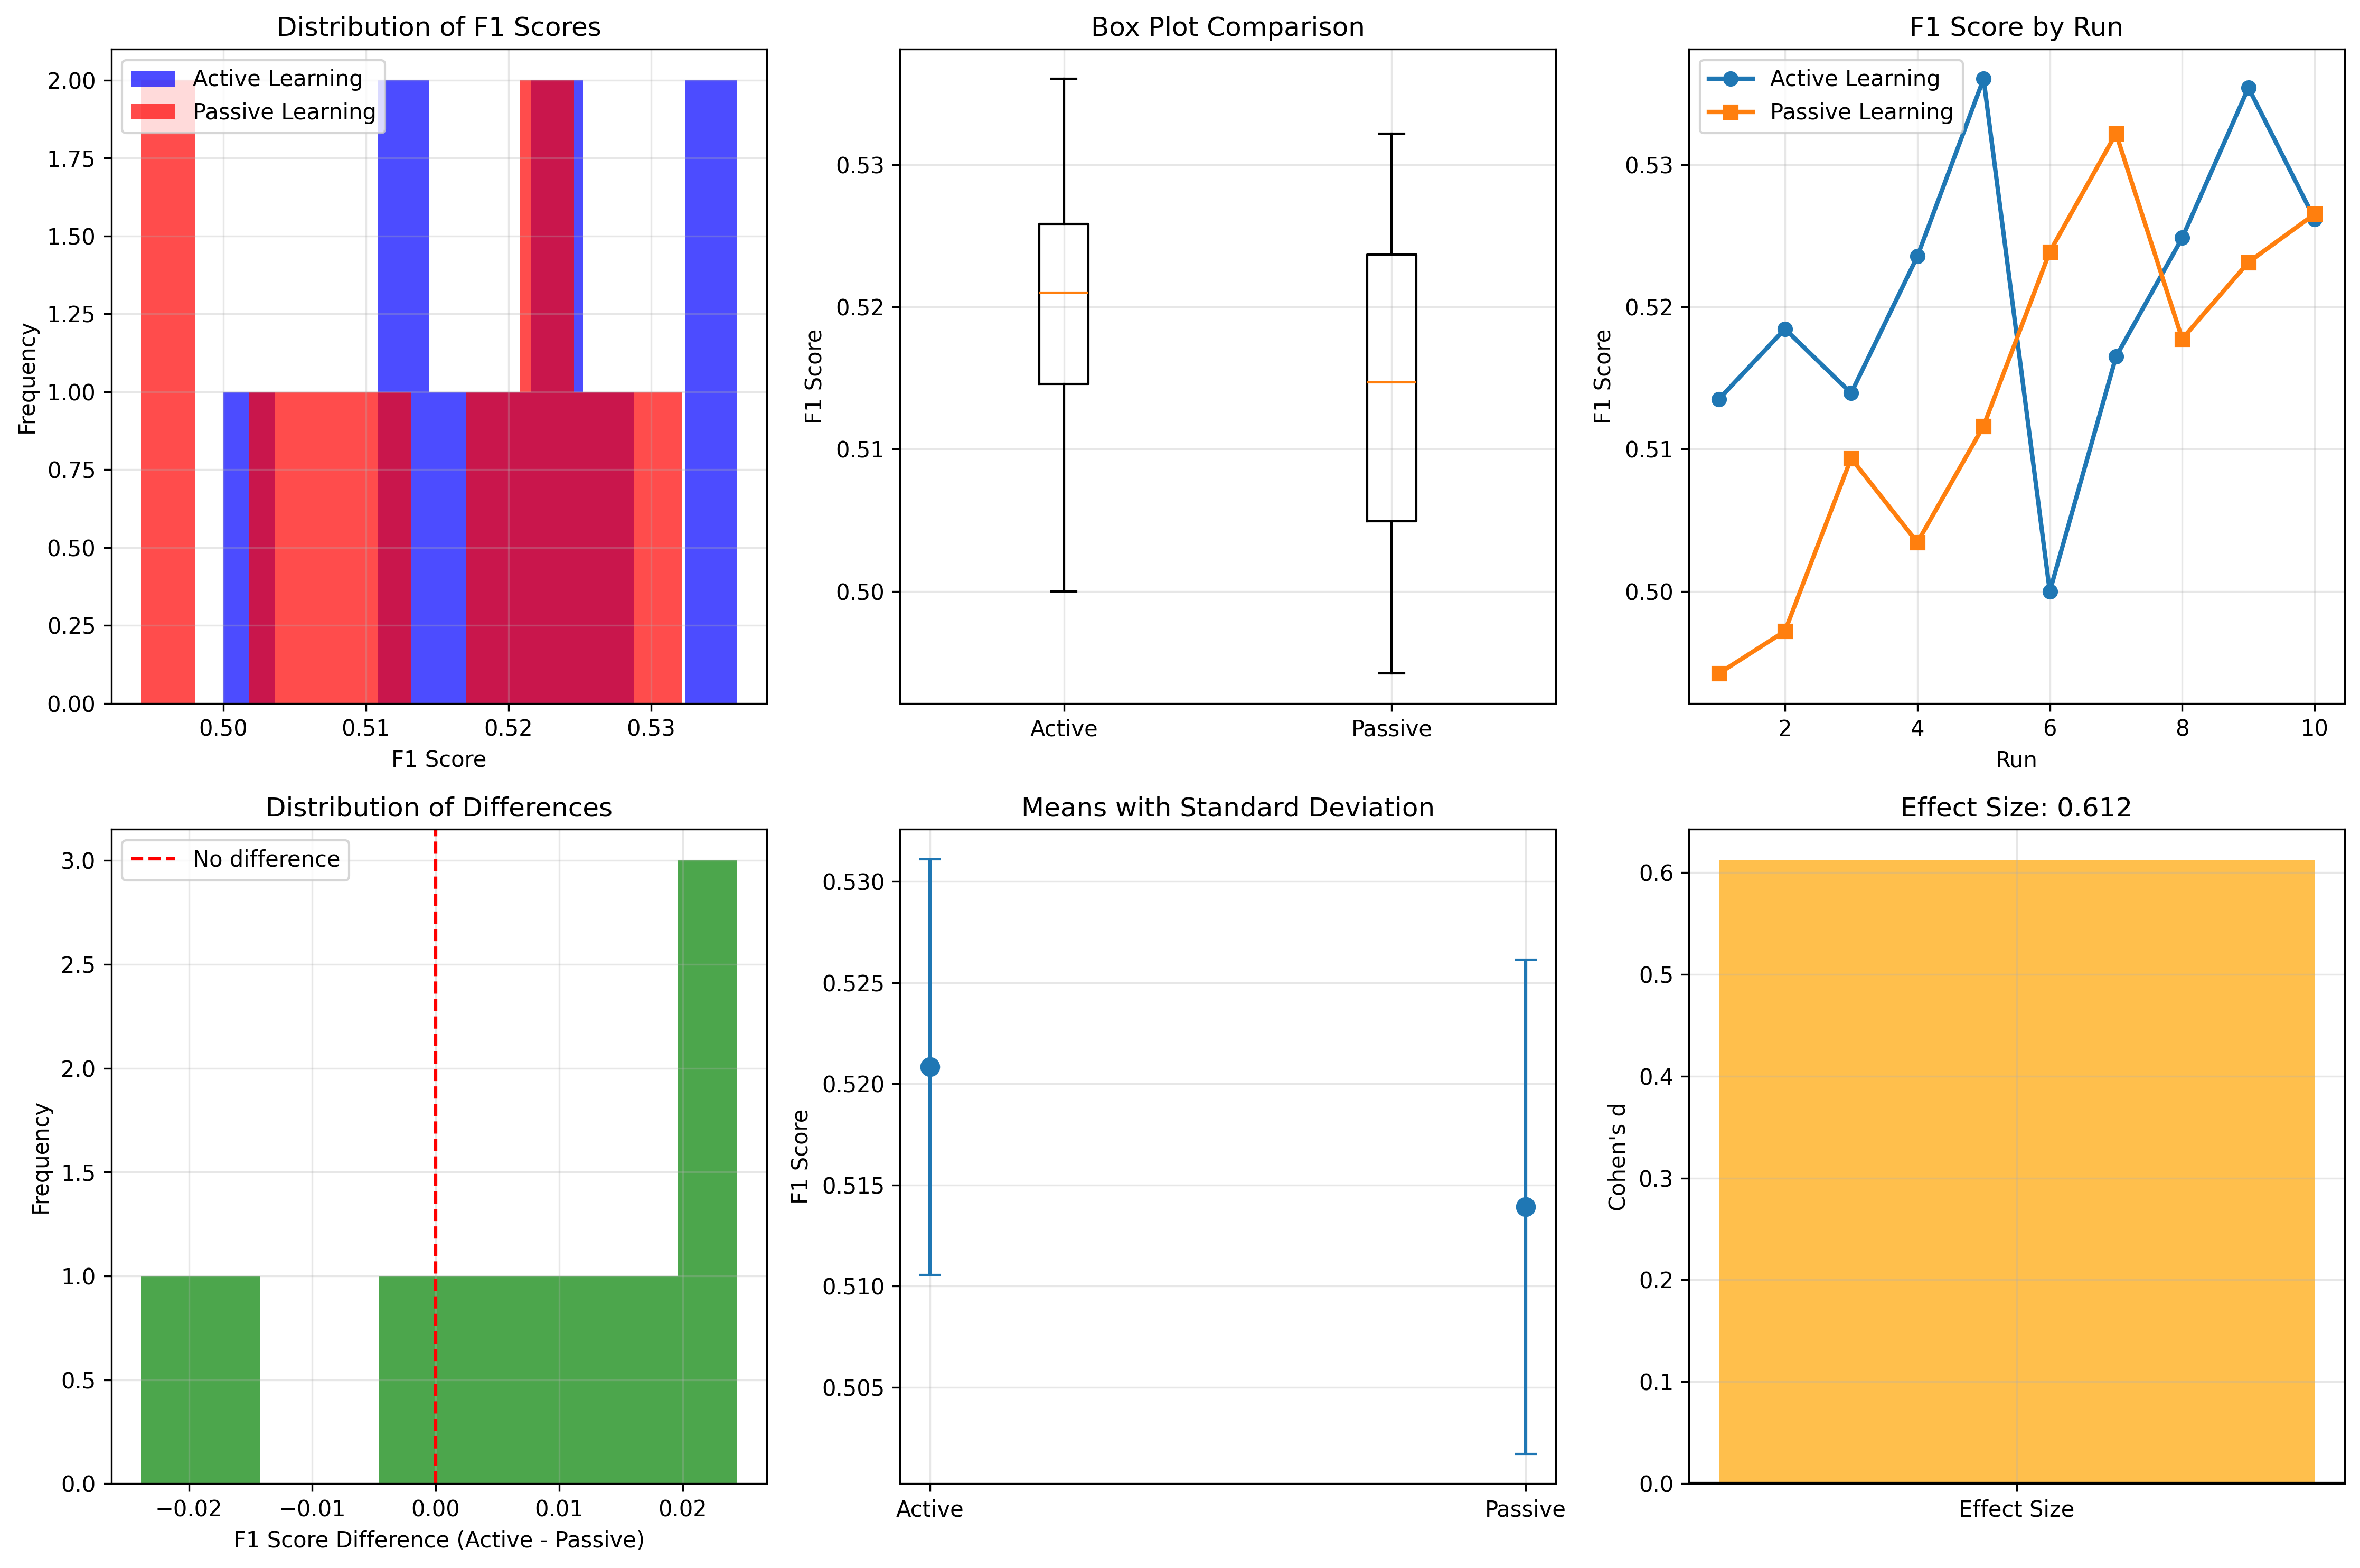 Distribution of F1 Scores
Active Learning
Passive Learning
2.00
1.75
1.50
1.25
1.00
0.75
0.50
0.25
0.00
Frequency
0.50 0.51 0.52 0.53
F1 Score
Box Plot Comparison
0.53
0.52
0.51
0.50
F1 Score
Active Passive
F1 Score by Run
Active Learning
Passive Learning
0.53
0.52
0.51
0.50
F1 Score
2 4 6 8 10
Run
Distribution of Differences
No difference
3.0
2.5
2.0
1.5
1.0
0.5
0.0
Frequency
−0.02 −0.01 0.00 0.01 0.02
F1 Score Difference (Active - Passive)
Means with Standard Deviation
0.530
0.525
0.520
0.515
0.510
0.505
F1 Score
Active Passive
Effect Size: 0.612
0.6
0.5
0.4
0.3
0.2
0.1
0.0
Cohen's d
Effect Size